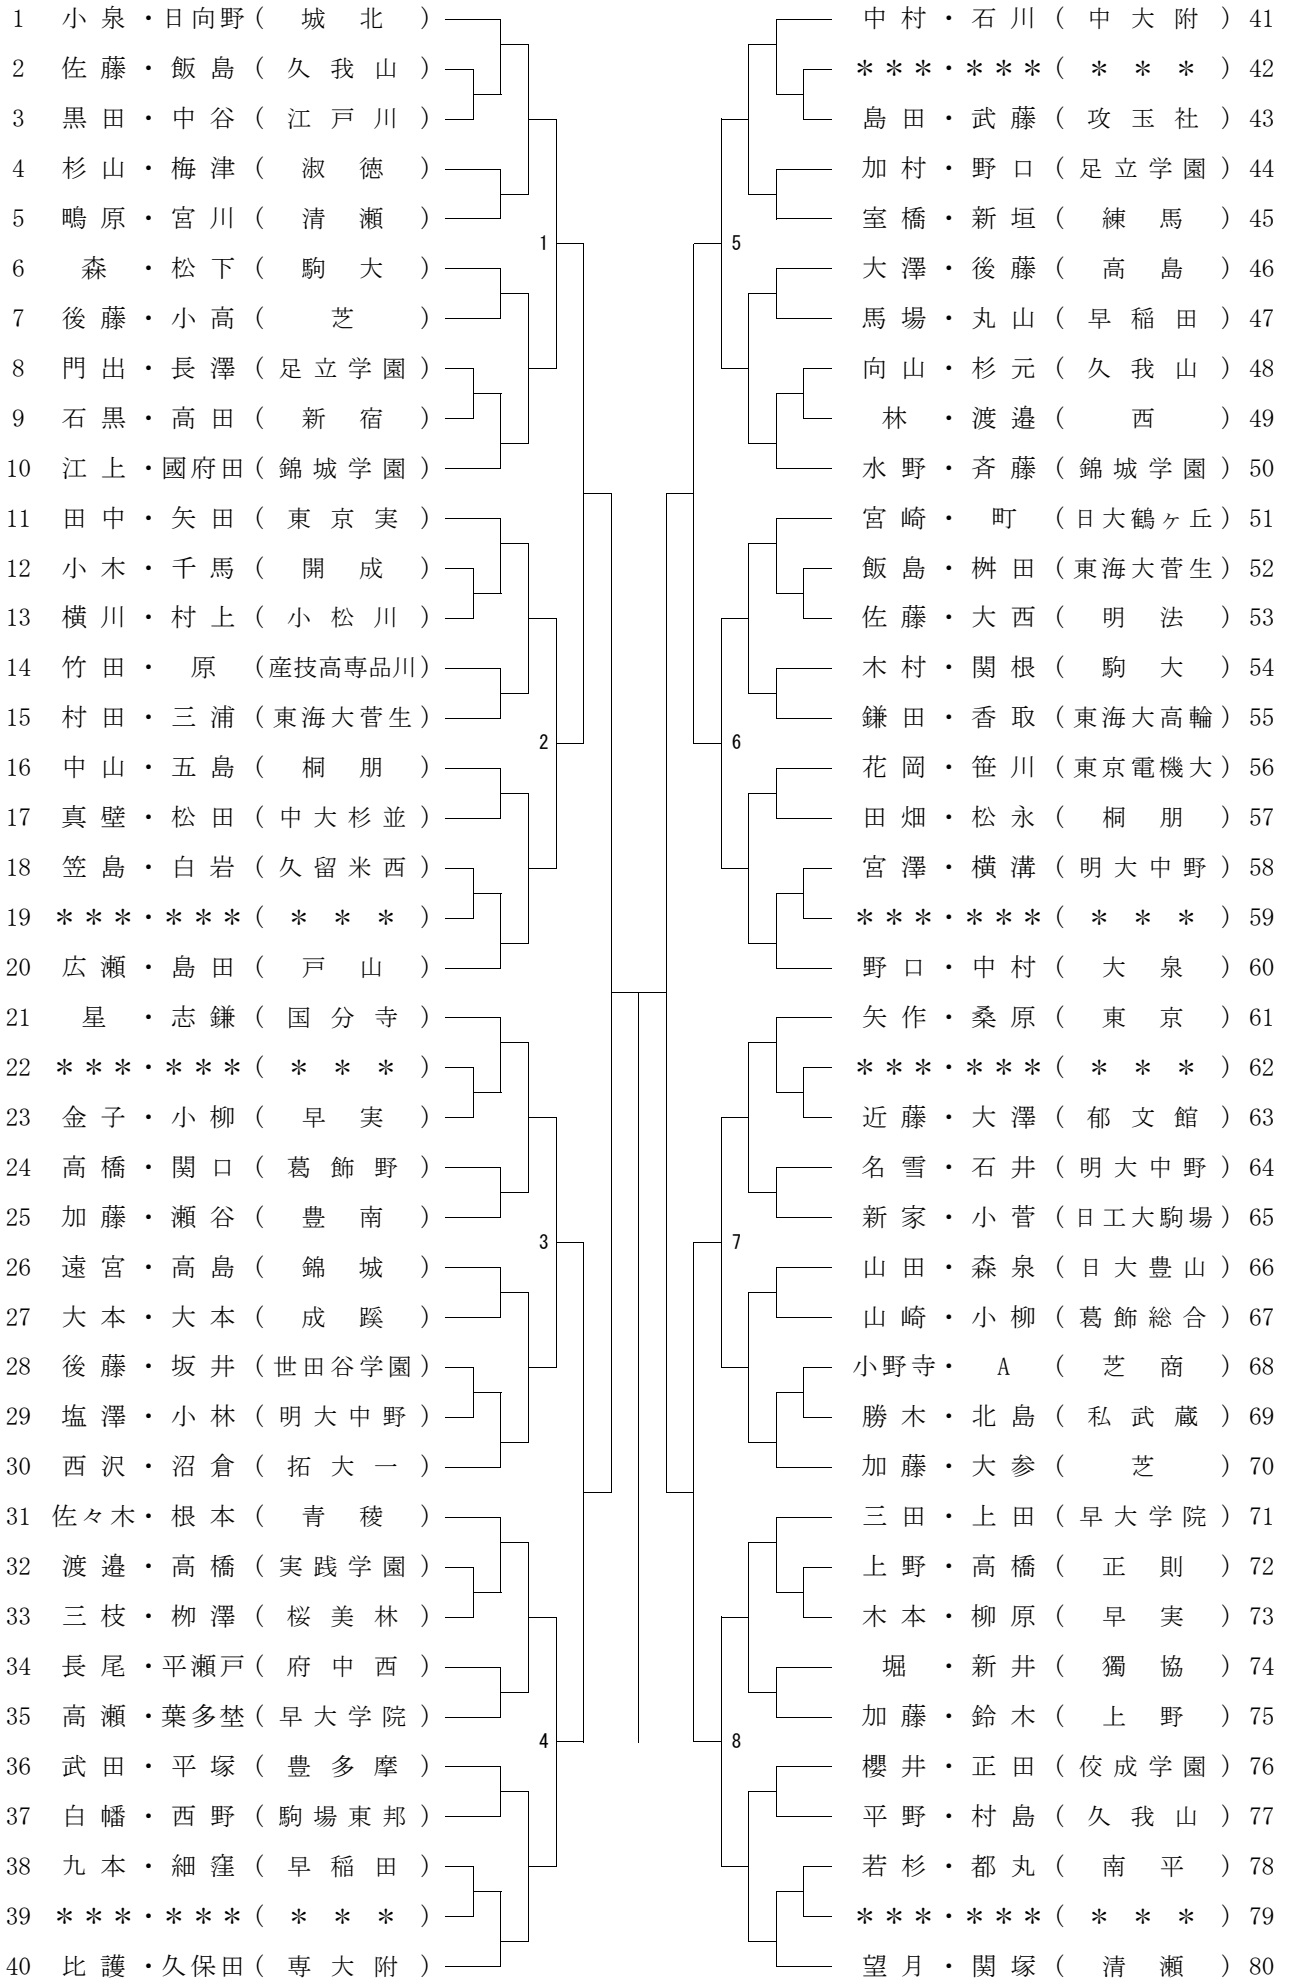 1 小泉・日向野(城北)
2 佐藤・飯島(久我山)
3 黒田・中谷(江戸川)
4 杉山・梅津(淑徳)
5 鴫原・宮川(清瀬)
1
6 森・松下(駒大)
7 後藤・小高(芝)
8 門出・長澤(足立学園)
9 石黒・高田(新宿)
10 江上・國府田(錦城学園)
11 田中・矢田(東京実)
12 小木・千馬(開成)
13 横川・村上(小松川)
14 竹田・原(産技高専品川)
15 村田・三浦(東海大菅生)
2
16 中山・五島(桐朋)
17 真壁・松田(中大杉並)
18 笠島・白岩(久留米西)
19 ***・***(***)
20 広瀬・島田(戸山)
21 星・志鎌(国分寺)
22 ***・***(***)
23 金子・小柳(早実)
24 高橋・関口(葛飾野)
25 加藤・瀬谷(豊南)
3
26 遠宮・高島(錦城)
27 大本・大本(成蹊)
28 後藤・坂井(世田谷学園)
29 塩澤・小林(明大中野)
30 西沢・沼倉(拓大一)
31 佐々木・根本(青稜)
32 渡邉・高橋(実践学園)
33 三枝・栁澤(桜美林)
34 長尾・平瀬戸(府中西)
35 高瀬・葉多埜(早大学院)
4
36 武田・平塚(豊多摩)
37 白幡・西野(駒場東邦)
38 九本・細窪(早稲田)
39 ***・***(***)
40 比護・久保田(専大附)
中村・石川(中大附)41
***・***(***)42
島田・武藤(攻玉社)43
加村・野口(足立学園)44
室橋・新垣(練馬)45
5
大澤・後藤(高島)46
馬場・丸山(早稲田)47
向山・杉元(久我山)48
林・渡邉(西)49
水野・斉藤(錦城学園)50
宮崎・町(日大鶴ヶ丘)51
飯島・桝田(東海大菅生)52
佐藤・大西(明法)53
木村・関根(駒大)54
鎌田・香取(東海大高輪)55
6
花岡・笹川(東京電機大)56
田畑・松永(桐朋)57
宮澤・横溝(明大中野)58
***・***(***)59
野口・中村(大泉)60
矢作・桑原(東京)61
***・***(***)62
近藤・大澤(郁文館)63
名雪・石井(明大中野)64
新家・小菅(日工大駒場)65
7
山田・森泉(日大豊山)66
山崎・小柳(葛飾総合)67
小野寺・A(芝商)68
勝木・北島(私武蔵)69
加藤・大参(芝)70
三田・上田(早大学院)71
上野・高橋(正則)72
木本・柳原(早実)73
堀・新井(獨協)74
加藤・鈴木(上野)75
8
櫻井・正田(佼成学園)76
平野・村島(久我山)77
若杉・都丸(南平)78
***・***(***)79
望月・関塚(清瀬)80